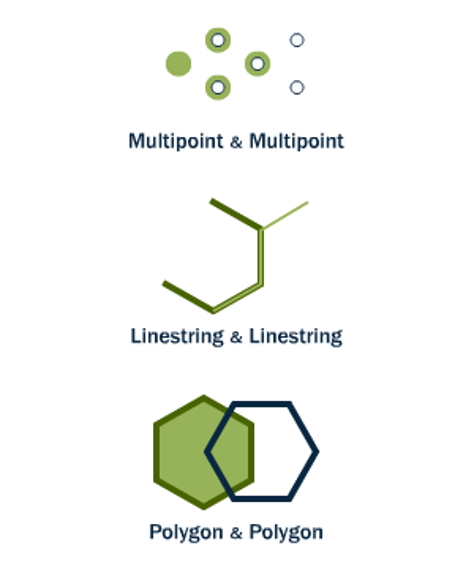 Multipoint & Multipoint
Linestring & Linestring
Polygon & Polygon